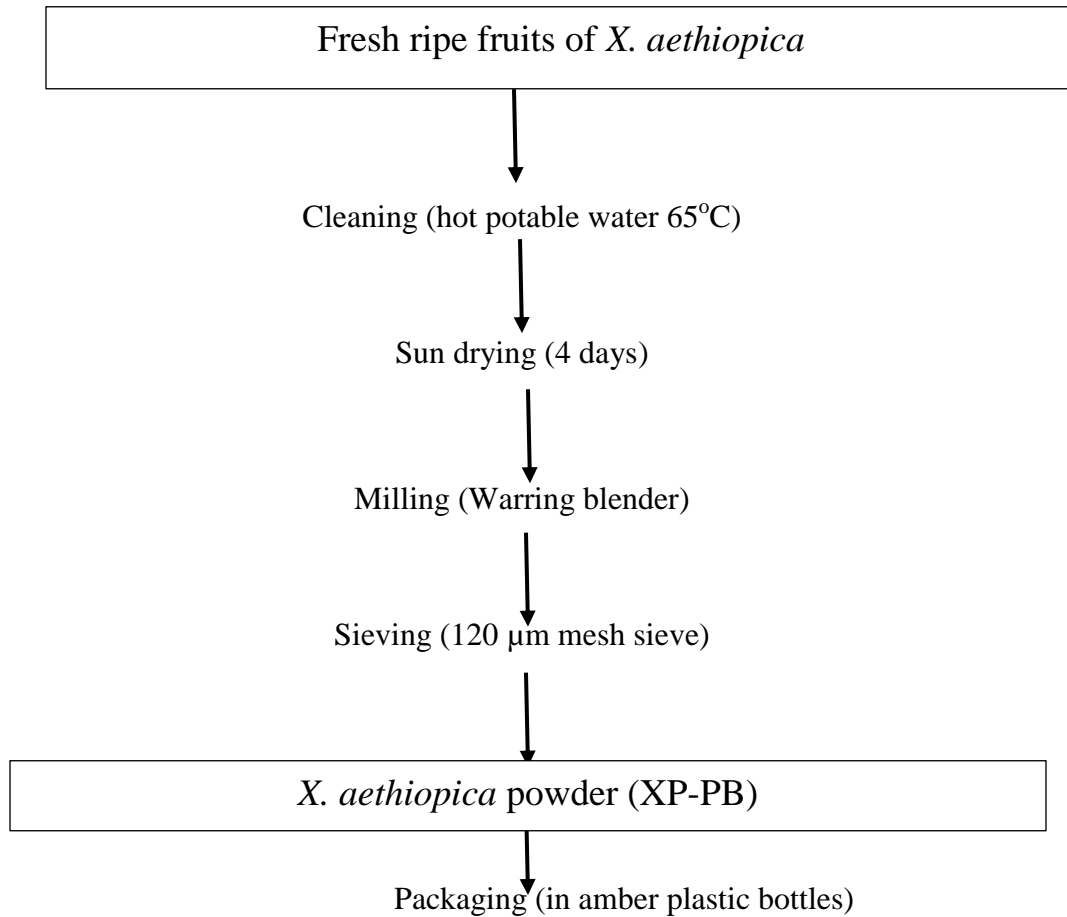 Fresh ripe fruits of X. aethiopica
Cleaning (hot potable water 65°C)
Sun drying (4 days)
Milling (Warring blender)
Sieving (120 µm mesh sieve)
X. aethiopica powder (XP-PB)
Packaging (in amber plastic bottles)